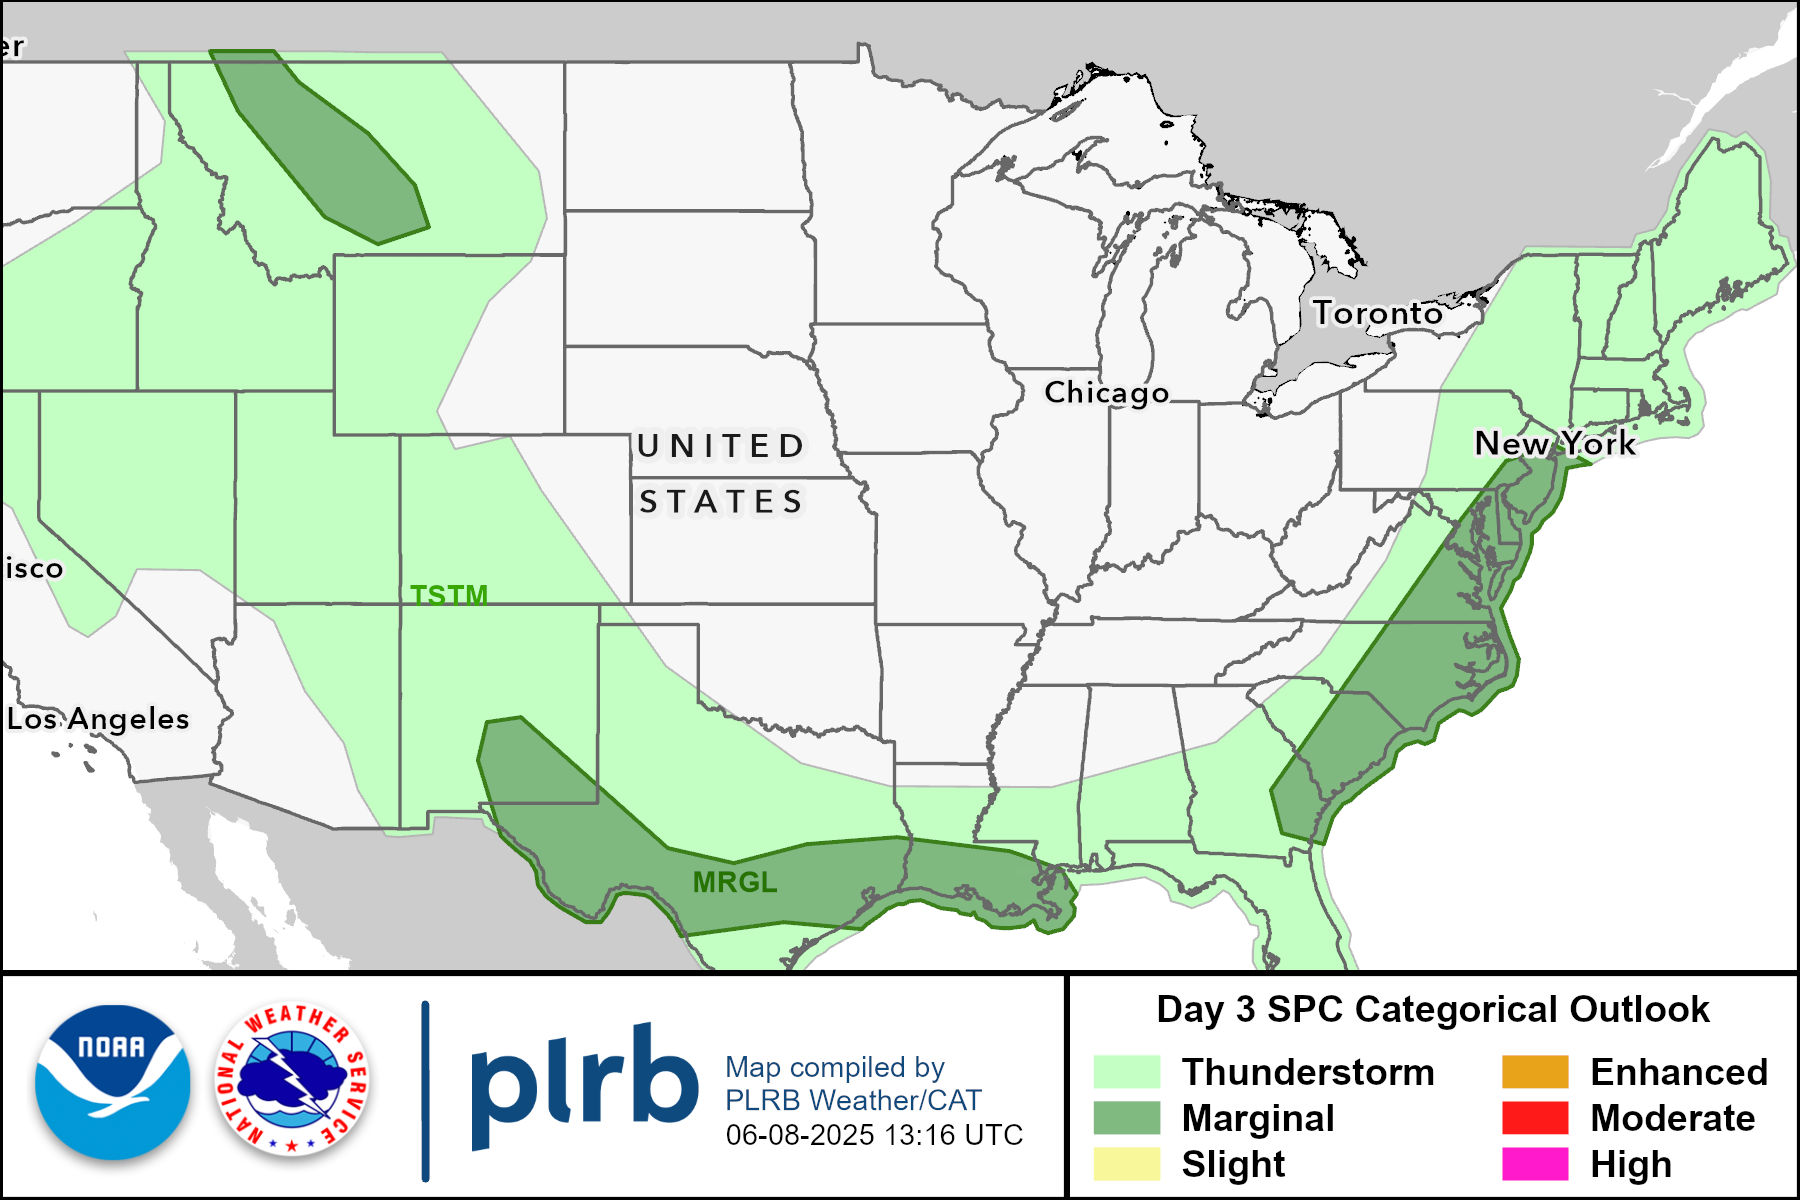 er
Toronto
Chicago
UNITED
STATES
New York
isco
TSTM
Los Angeles
MRGL
NOAA
NATIONAL WEATHER SERVICE
plrb
Map compiled by
PLRB Weather/CAT
06-08-2025 13:16 UTC
Day 3 SPC Categorical Outlook
Thunderstorm
Marginal
Slight
Enhanced
Moderate
High